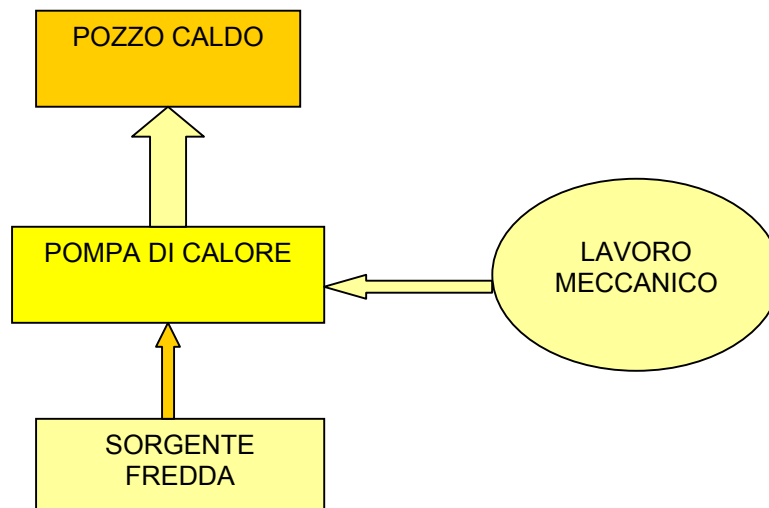 POZZO CALDO
POMPA DI CALORE
LAVORO
MECCANICO
SORGENTE
FREDDA